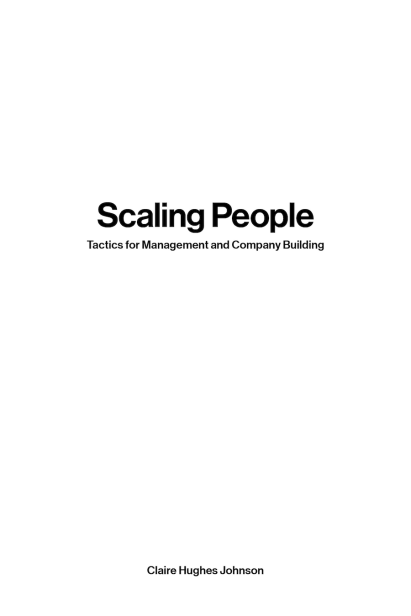 Scaling People
Tactics for Management and Company Building
Claire Hughes Johnson